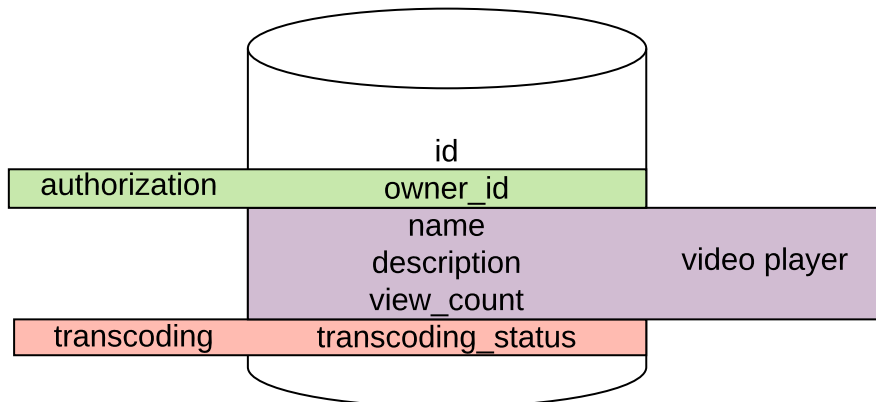 id
authorization owner_id
name
description
video player
view_count
transcoding transcoding_status